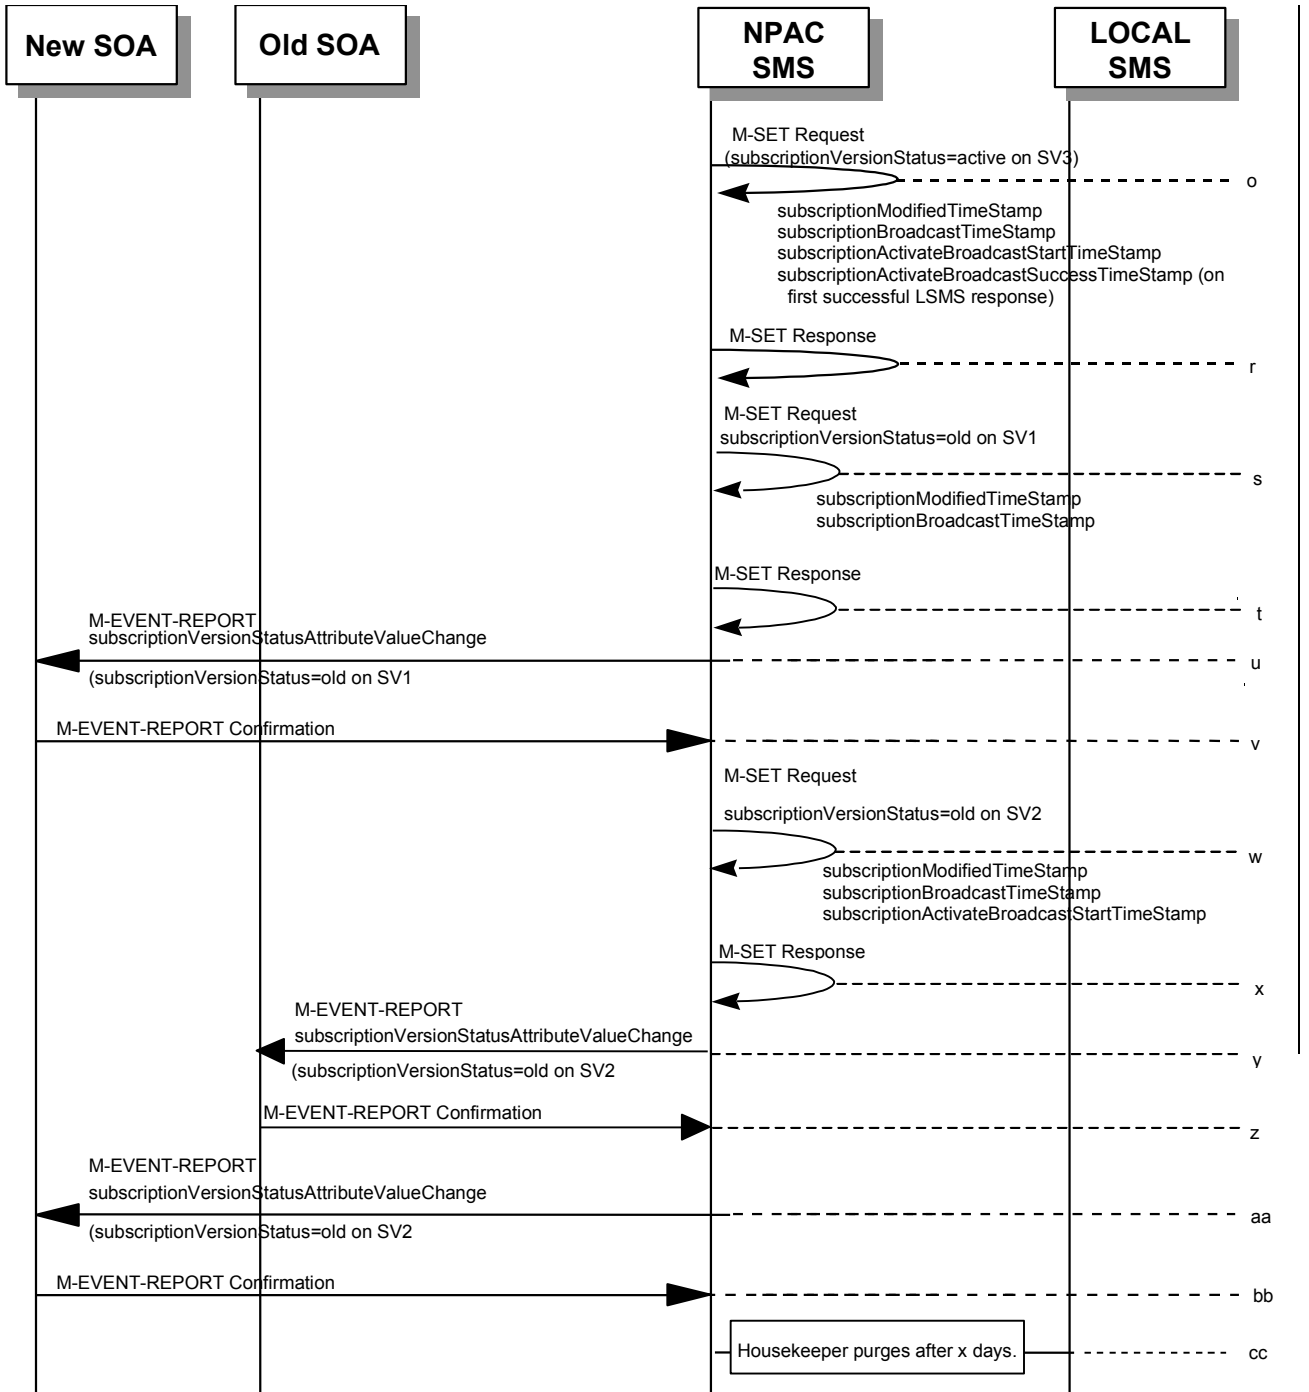 New SOA
Old SOA
NPAC
SMS
LOCAL
SMS
M-SET Request
(subscriptionVersionStatus=active on SV3)
o
subscriptionModifiedTimeStamp
subscriptionBroadcastTimeStamp
subscriptionActivateBroadcastStartTimeStamp
subscriptionActivateBroadcastSuccessTimeStamp (on
first successful LSMS response)
M-SET Response
r
M-SET Request
subscriptionVersionStatus=old on SV1
s
subscriptionModifiedTimeStamp
subscriptionBroadcastTimeStamp
M-SET Response
t
M-EVENT-REPORT
subscriptionVersionStatusAttributeValueChange
u
(subscriptionVersionStatus=old on SV1
M-EVENT-REPORT Confirmation
v
M-SET Request
subscriptionVersionStatus=old on SV2
w
subscriptionModifiedTimeStamp
subscriptionBroadcastTimeStamp
subscriptionActivateBroadcastStartTimeStamp
M-SET Response
x
M-EVENT-REPORT
subscriptionVersionStatusAttributeValueChange
y
(subscriptionVersionStatus=old on SV2
M-EVENT-REPORT Confirmation
z
M-EVENT-REPORT
subscriptionVersionStatusAttributeValueChange
aa
(subscriptionVersionStatus=old on SV2
M-EVENT-REPORT Confirmation
bb
Housekeeper purges after x days.
cc